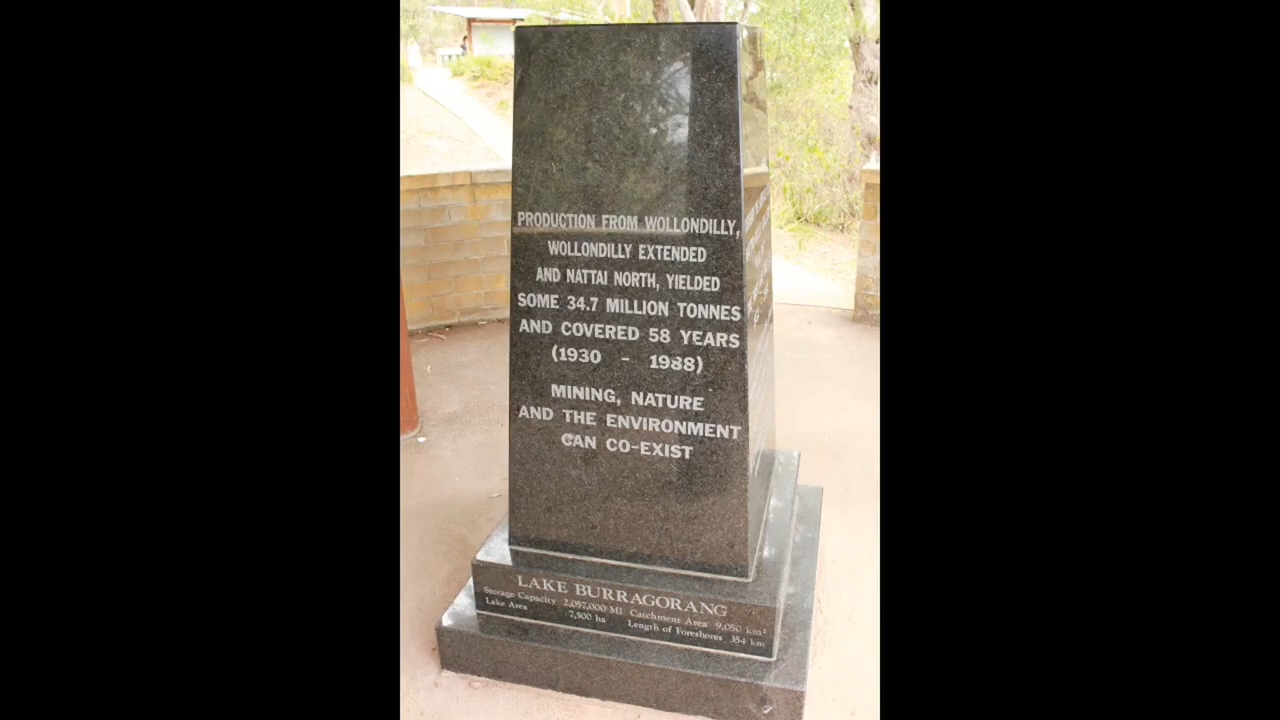 PRODUCTION FROM WOLLONDILLY,
WOLLONDILLY EXTENDED
AND NATTAI NORTH, YIELDED
SOME 34.7 MILLION TONNES
AND COVERED 58 YEARS
(1930 - 1988)
MINING, NATURE
AND THE ENVIRONMENT
CAN CO-EXIST
LAKE BURRAGORANG
Storage Capacity 2,057,000 Ml Catchment Area 9,050 km²
Lake Area 7,500 ha Length of Foreshores 354 km